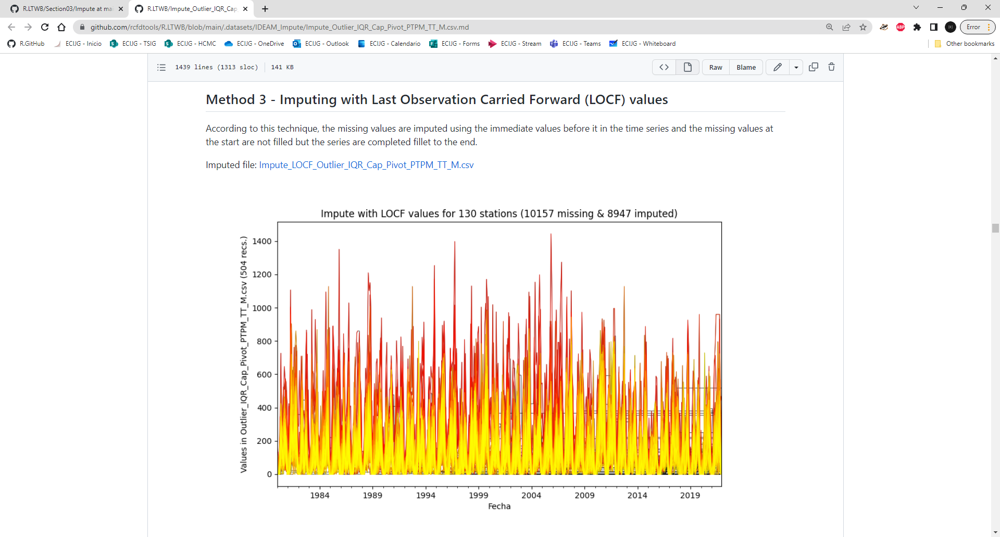 R.LTWB/Section03/Impute at ma
R.LTWB/Impute_Outlier_IQR_Cap_
github.com/rcfdtools/R.LTWB/blob/main/.datasets/IDEAM_Impute/Impute_Outlier_IQR_Cap_Pivot_PTPM_TT_M.csv.md
ABP
Error
R.GitHub
ECIJG - Inicio
ECIJG - TSIG
ECIJG - HCMC
ECIJG - OneDrive
ECIJG - Outlook
ECIJG - Calendario
ECIJG - Forms
ECIJG - Stream
ECIJG - Teams
ECIJG - Whiteboard
Other bookmarks
1439 lines (1313 sloc)
141 KB
Raw
Blame
Method 3 - Imputing with Last Observation Carried Forward (LOCF) values
According to this technique, the missing values are imputed using the immediate values before it in the time series and the missing values at
the start are not filled but the series are completed fillet to the end.
Imputed file: Impute_LOCF_Outlier_IQR_Cap_Pivot_PTPM_TT_M.csv
Impute with LOCF values for 130 stations (10157 missing & 8947 imputed)
Values in Outlier_IQR_Cap_Pivot_PTPM_TT_M.csv (504 recs.)
1400
1200
1000
800
600
400
200
0
1984
1989
1994
1999
2004
2009
2014
2019
Fecha